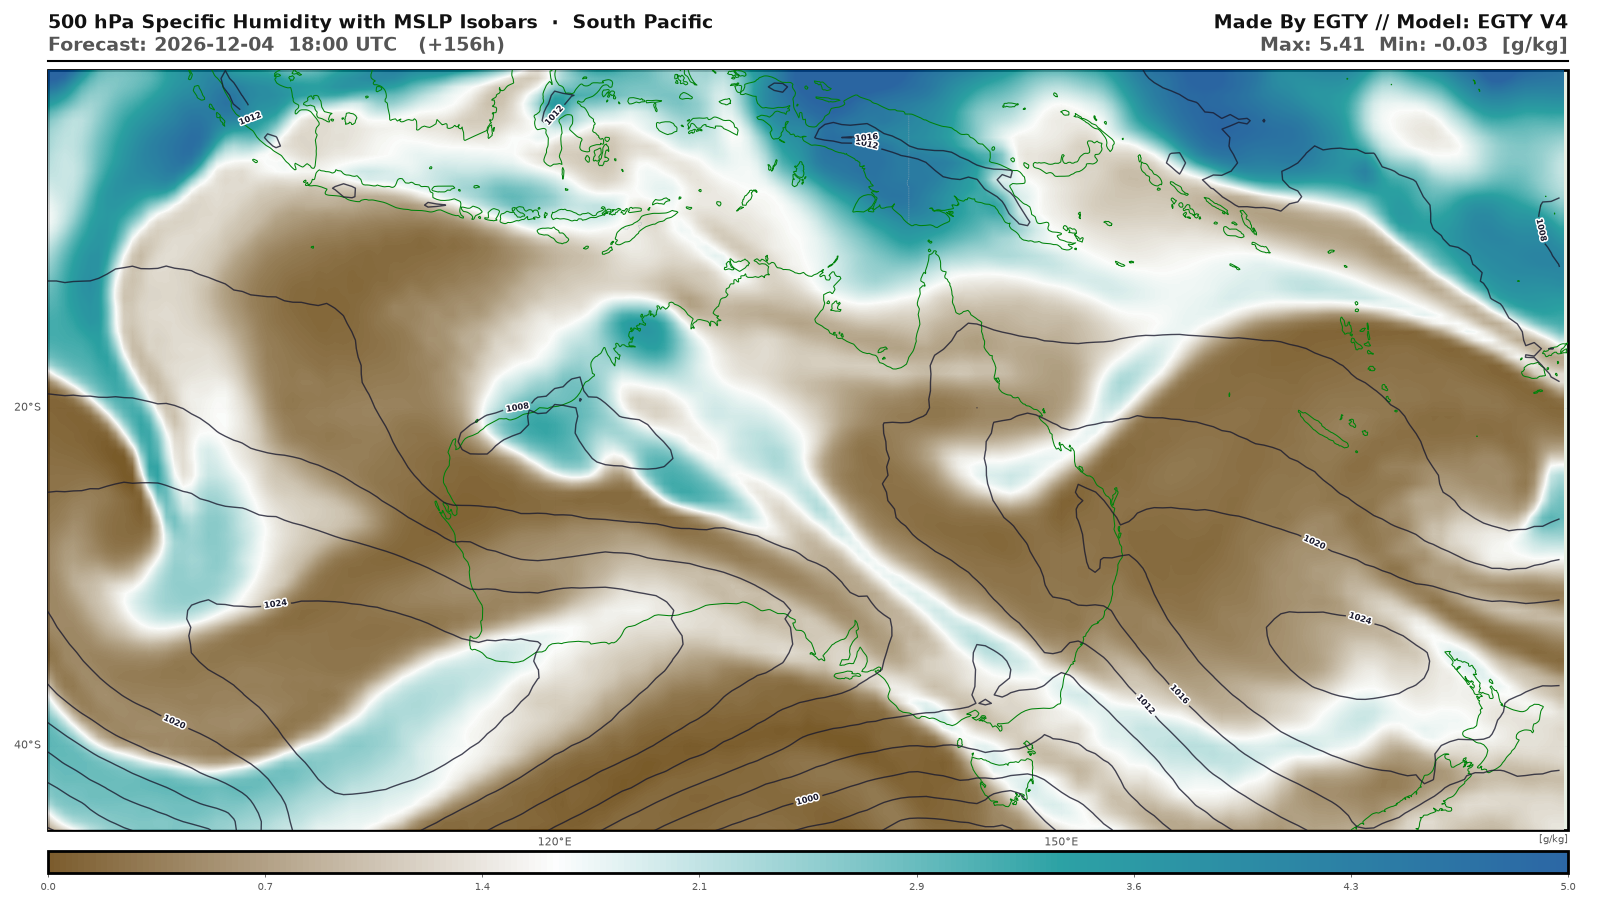 500 hPa Specific Humidity with MSLP Isobars · South Pacific
Made By EGTY // Model: EGTY V4
Forecast: 2026-12-04 18:00 UTC (+156h)
Max: 5.41 Min: -0.03 [g/kg]
1012
1012
1016
1012
1008
1008
20°S
1020
1024
1024
1016
1012
1020
40°S
1000
120°E
150°E
[g/kg]
0.0
0.7
1.4
2.1
2.9
3.6
4.3
5.0